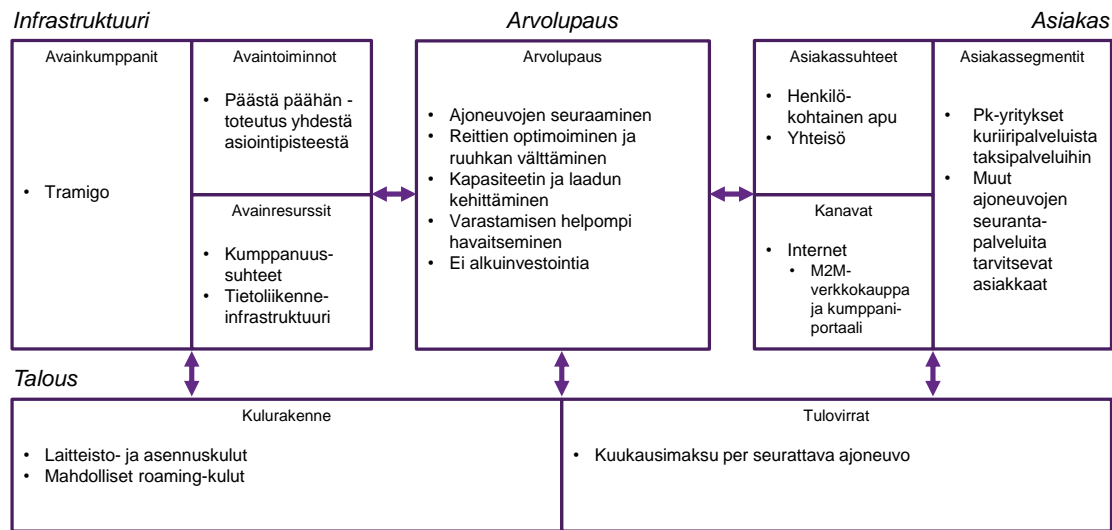 Infrastruktuuri
Arvolupaus
Asiakas
Avainkumppanit
• Tramigo
Avaintoiminnot
• Päästä päähän -
toteutus yhdestä
asiointipisteestä
Avainresurssit
• Kumppanuus-
suhteet
• Tietoliikenne-
infrastruktuuri
Arvolupaus
• Ajoneuvojen seuraaminen
• Reittien optimoiminen ja
ruuhkan välttäminen
• Kapasiteetin ja laadun
kehittäminen
• Varastamisen helpompi
havaitseminen
• Ei alkuinvestointia
Asiakassuhteet
• Henkilö-
kohtainen apu
• Yhteisö
Kanavat
• Internet
• M2M-
verkkokauppa
ja kumppani-
portaali
Asiakassegmentit
• Pk-yritykset
kuriiripalveluista
taksipalveluihin
• Muut
ajoneuvojen
seuranta-
palveluita
tarvitsevat
asiakkaat
Talous
Kulurakenne
• Laitteisto- ja asennuskulut
• Mahdolliset roaming-kulut
Tulovirrat
• Kuukausimaksu per seurattava ajoneuvo